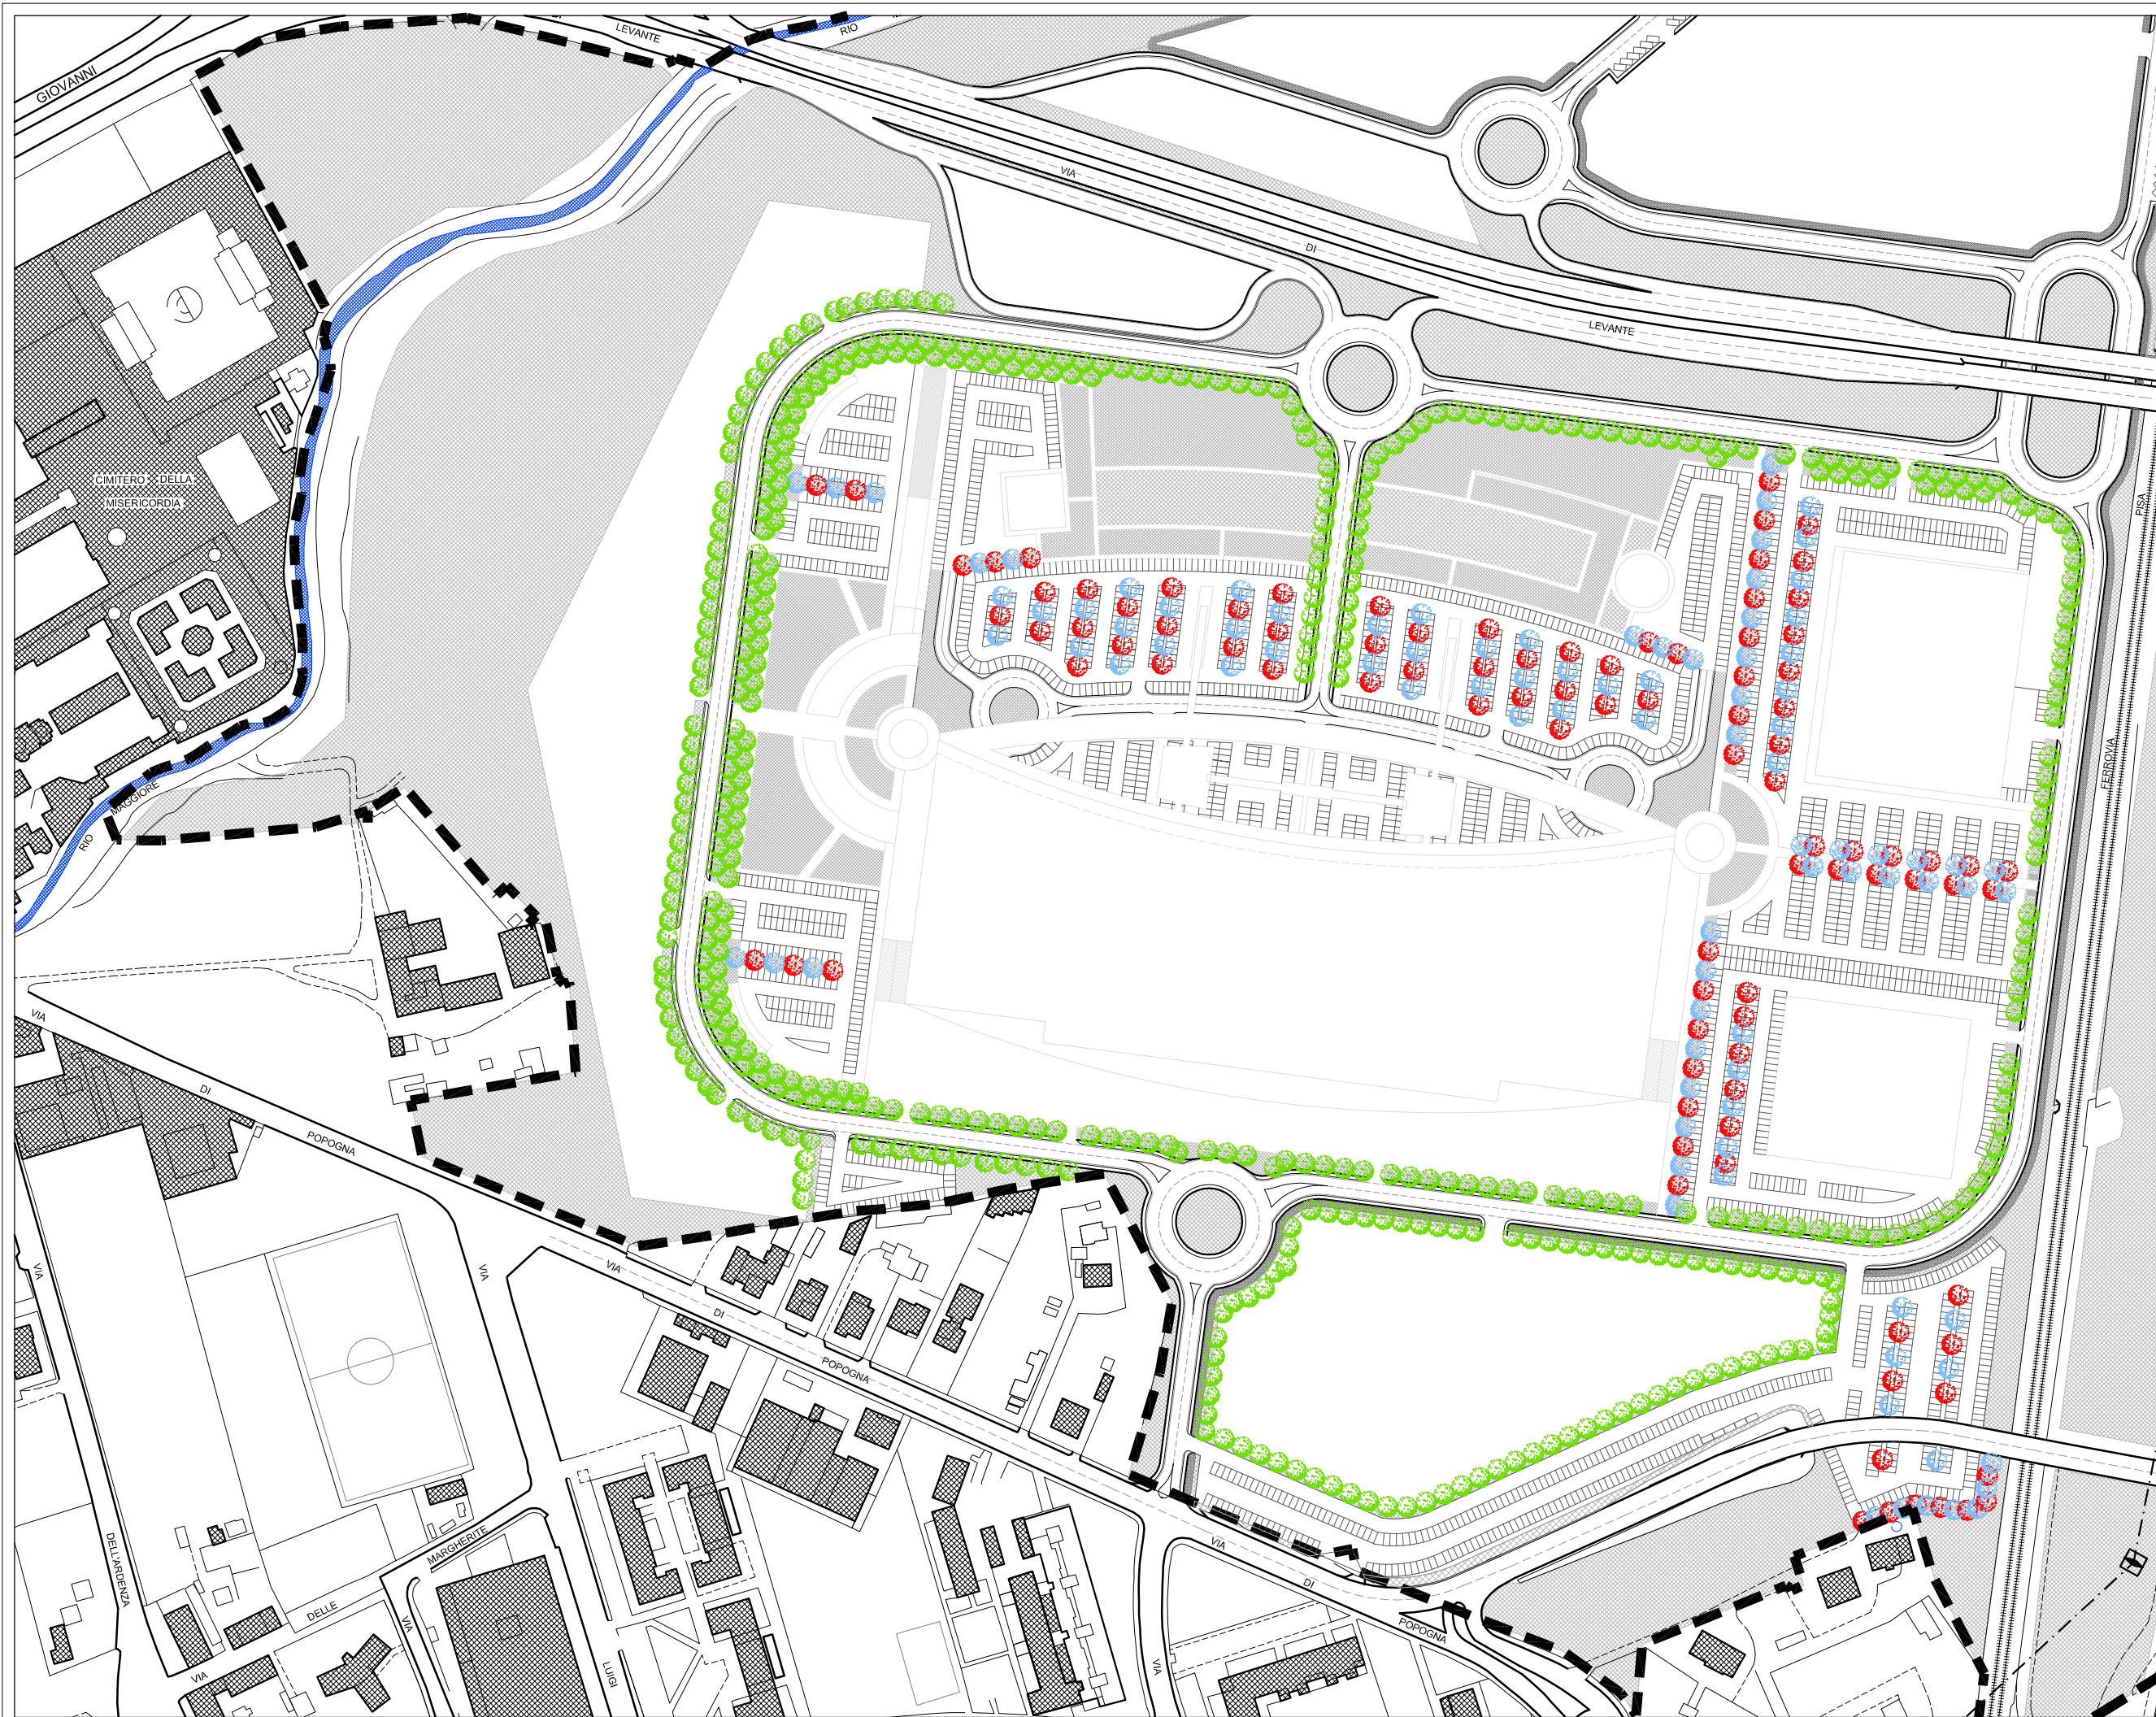 DI
LEVANTE
RIO
GIOVANNI
VIA
DI
LEVANTE
CIMITERO DELLA
MISERICORDIA
PISA
FERROVIA
MAGGIORE
RIO
VIA
DI
POPOGNA
VIA
VIA
VIA
DI
POPOGNA
DELL'ARDENZA
MARGHERITE
DELLE
VIA
VIA
LUIGI
VIA
VIA
DI
POPOGNA